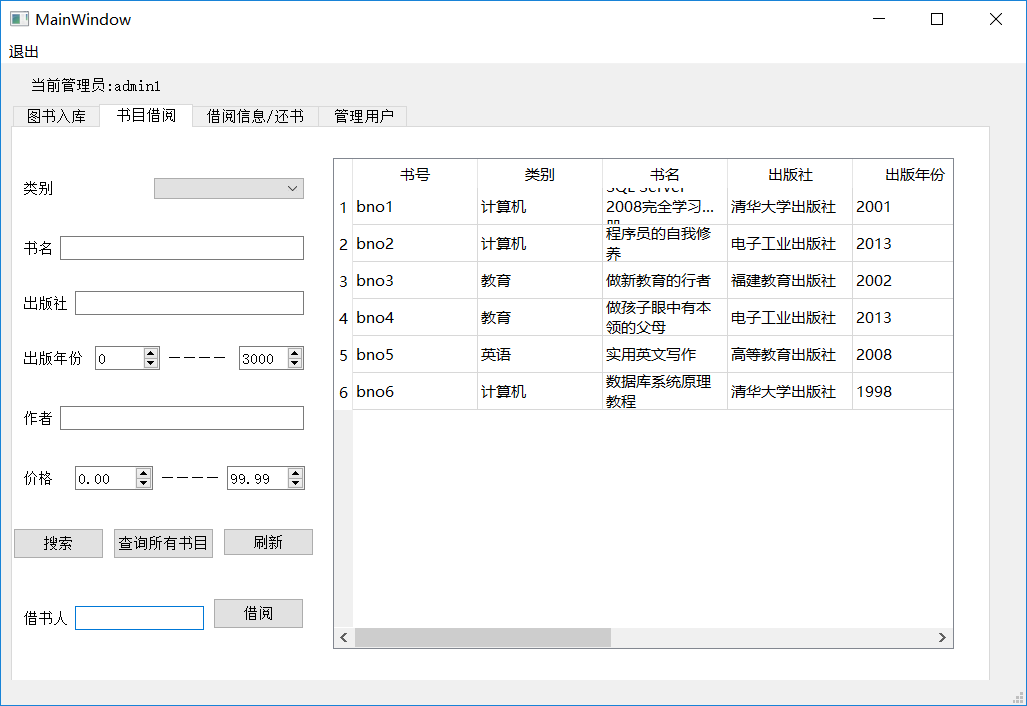 MainWindow
退出
当前管理员:admin1
图书入库 书目借阅 借阅信息/还书 管理用户
类别
书名
出版社
出版年份 0 ---- 3000
作者
价格 0.00 ---- 99.99
搜索 查询所有书目 刷新
借书人 借阅
书号 类别 书名 出版社 出版年份
1 bno1 计算机 SQL Server 2008完全学习... 清华大学出版社 2001
2 bno2 计算机 程序员的自我修养 电子工业出版社 2013
3 bno3 教育 做新教育的行者 福建教育出版社 2002
4 bno4 教育 做孩子眼中有本领的父母 电子工业出版社 2013
5 bno5 英语 实用英文写作 高等教育出版社 2008
6 bno6 计算机 数据库系统原理教程 清华大学出版社 1998